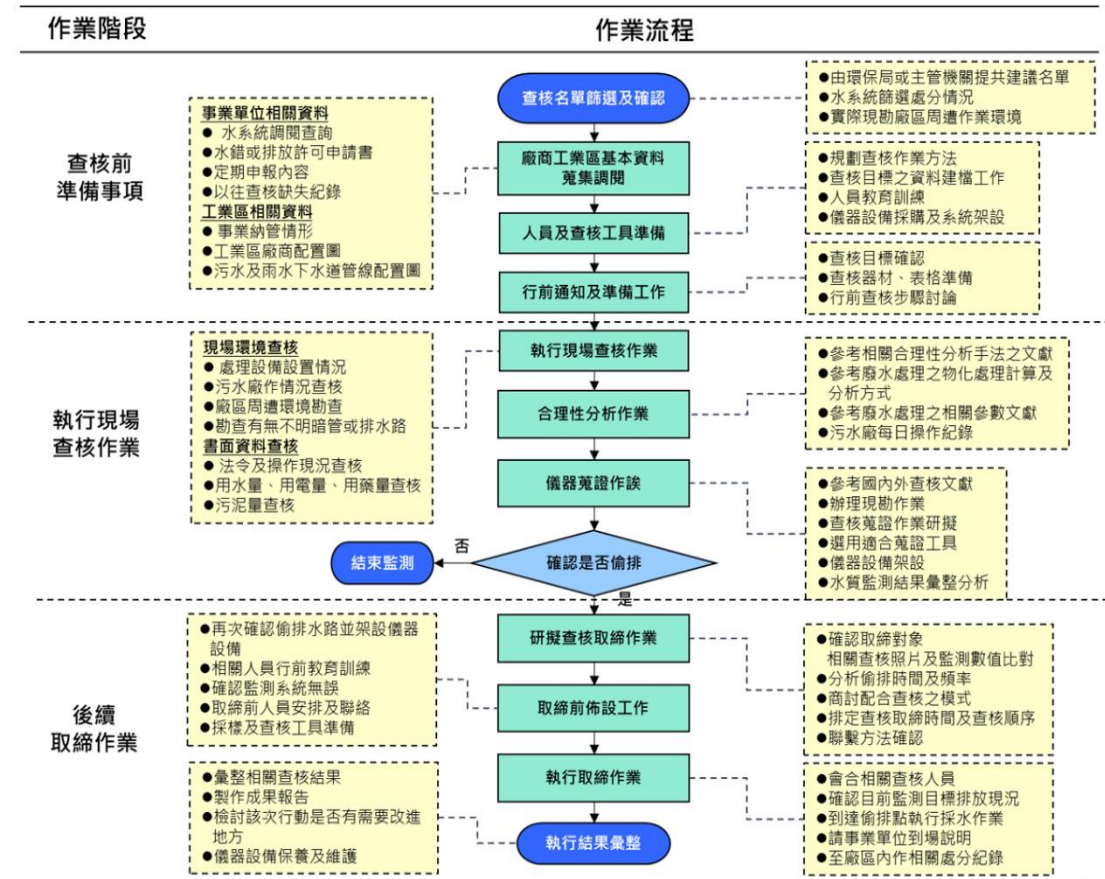 作業階段
作業流程
查核前
準備事項
事業單位相關資料
● 水系統調閱查詢
●水錯或排放許可申請書
●定期申報內容
●以往查核缺失紀錄
工業區相關資料
● 事業納管情形
●工業區廠商配置圖
●污水及雨水下水道管線配置圖
查核名單篩選及確認
廠商工業區基本資料
蒐集調閱
人員及查核工具準備
行前通知及準備工作
●由環保局或主管機關提共建議名單
●水系統篩選處分情況
●實際現勘廠區周遭作業環境
●規劃查核作業方法
●查核目標之資料建檔工作
●人員教育訓練
●儀器設備採購及系統架設
●查核目標確認
●查核器材、表格準備
●行前查核步驟討論
執行現場
查核作業
現場環境查核
● 處理設備設置情況
●污水廠作情況查核
●廠區周遭環境勘查
●勘查有無不明暗管或排水路
書面資料查核
● 法令及操作現況查核
●用水量、用電量、用藥量查核
●污泥量查核
執行現場查核作業
合理性分析作業
儀器蒐證作誒
確認是否偷排
否
結束監測
是
●參考相關合理性分析手法之文獻
●參考廢水處理之物化處理計算及
分析方式
●參考廢水處理之相關參數文獻
●污水廠每日操作紀錄
●參考國內外查核文獻
●辦理現勘作業
●查核蒐證作業研擬
●選用適合蒐證工具
●儀器設備架設
●水質監測結果彙整分析
後續
取締作業
●再次確認偷排水路並架設儀器
設備
●相關人員行前教育訓練
●確認監測系統無誤
●取締前人員安排及聯絡
●採樣及查核工具準備
●彙整相關查核結果
●製作成果報告
●檢討該次行動是否有需要改進
地方
●儀器設備保養及維護
研擬查核取締作業
取締前佈設工作
執行取締作業
執行結果彙整
●確認取締對象
相關查核照片及監測數值比對
●分析偷排時間及頻率
●商討配合查核之模式
●排定查核取締時間及查核順序
●聯繫方法確認
●會合相關查核人員
●確認目前監測目標排放現況
●到達偷排點執行採水作業
●請事業單位到場說明
●至廠區內作相關處分紀錄